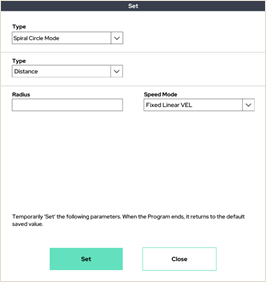 Set
Type
Spiral Circle Mode
Type
Distance
Radius
Speed Mode
Fixed Linear VEL
Temporarily 'Set' the following parameters. When the Program ends, it returns to the default
saved value.
Set
Close